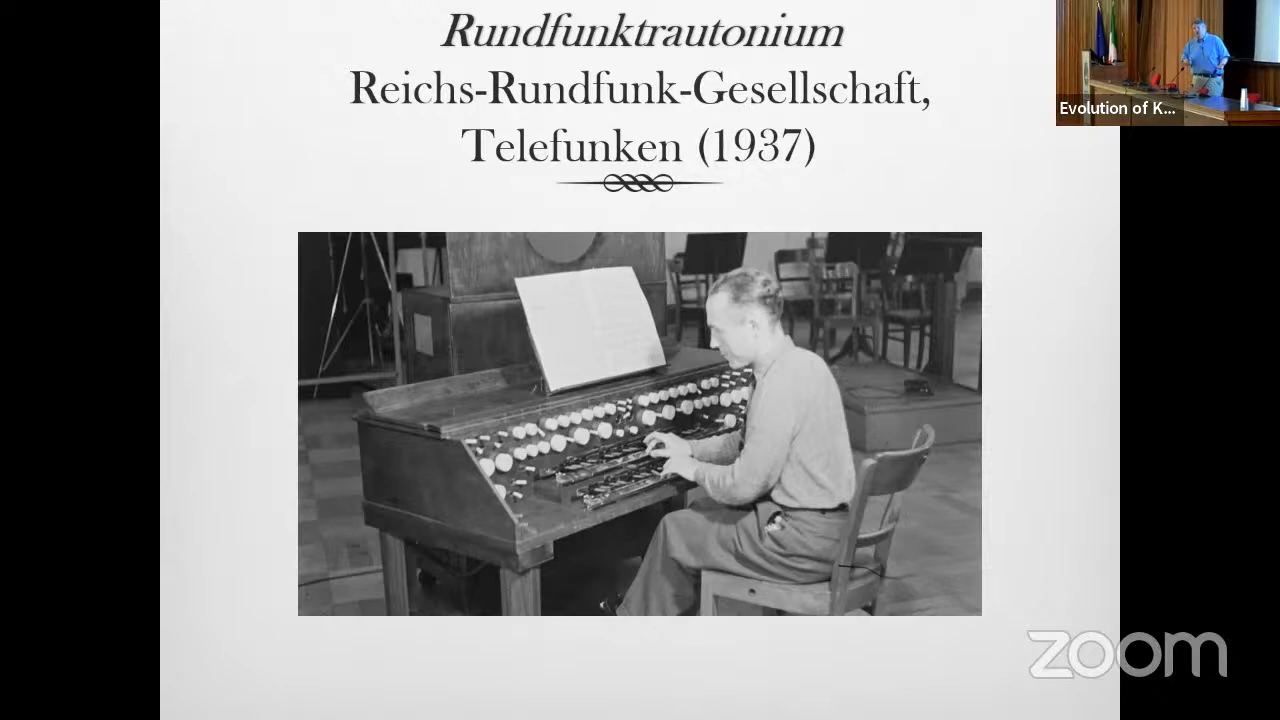 Rundfunktrautonium
Reichs-Rundfunk-Gesellschaft,
Telefunken (1937)
Evolution of K...
zoom